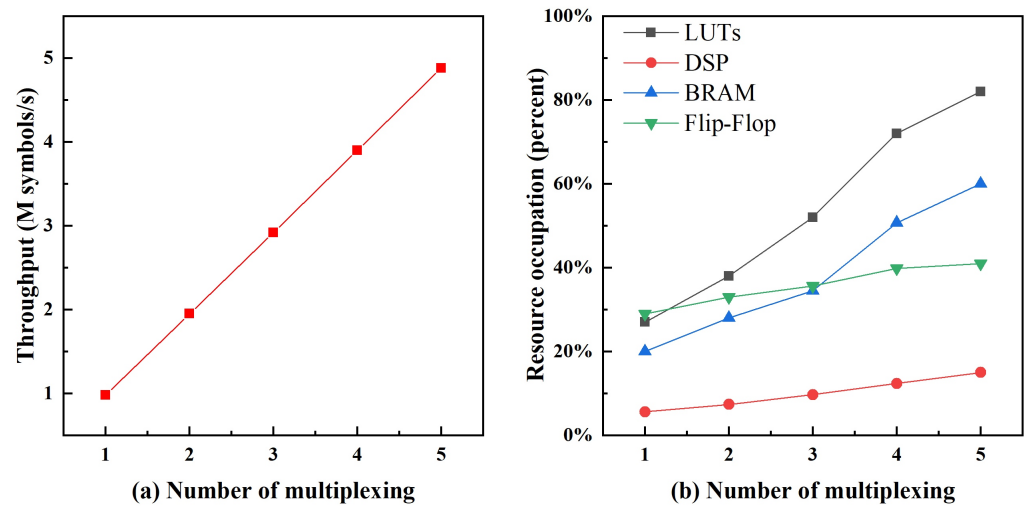 Throughput (M symbols/s)
5
4
3
2
1
1 2 3 4 5
(a) Number of multiplexing
Resource occupation (percent)
100%
80%
60%
40%
20%
0%
LUTs
DSP
BRAM
Flip-Flop
1 2 3 4 5
(b) Number of multiplexing